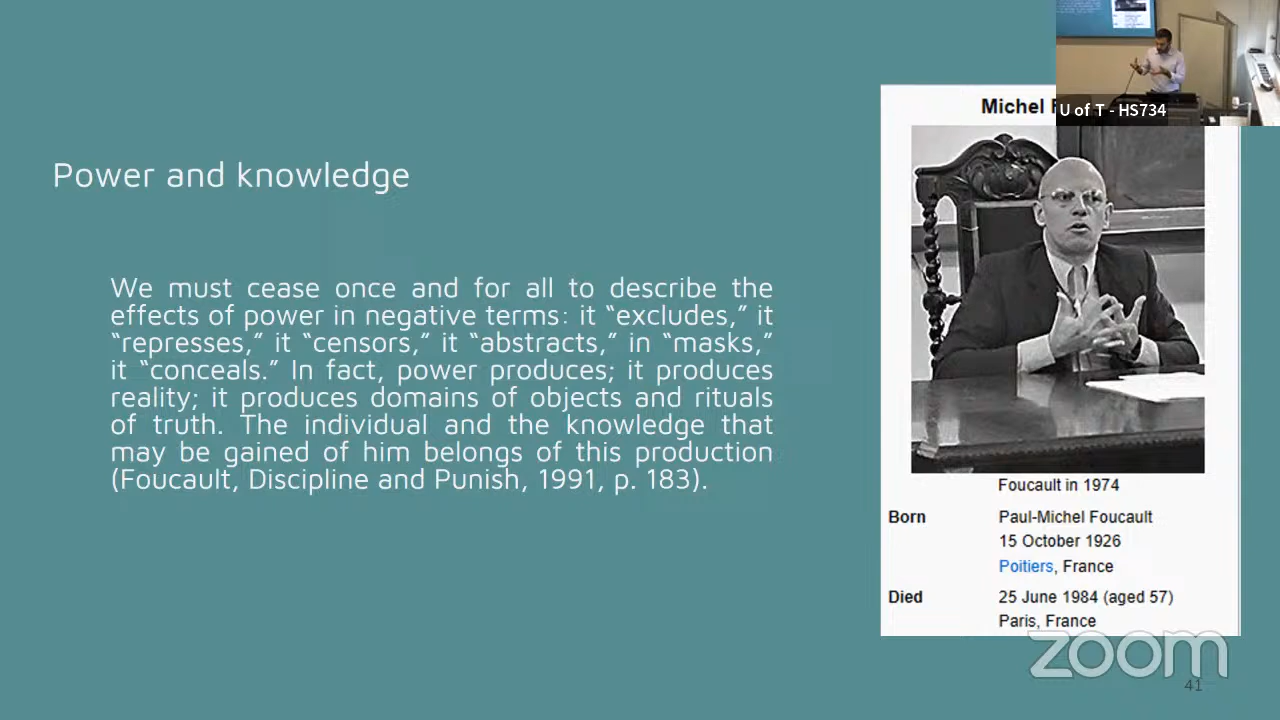 Power and knowledge
We must cease once and for all to describe the
effects of power in negative terms: it “excludes,” it
“represses,” it “censors,” it “abstracts,” in “masks,”
it “conceals.” In fact, power produces; it produces
reality; it produces domains of objects and rituals
of truth. The individual and the knowledge that
may be gained of him belongs of this production
(Foucault, Discipline and Punish, 1991, p. 183).
U of T - HS734
Michel
Foucault in 1974
Born Paul-Michel Foucault
15 October 1926
Poitiers, France
Died 25 June 1984 (aged 57)
Paris, France
zoom
41